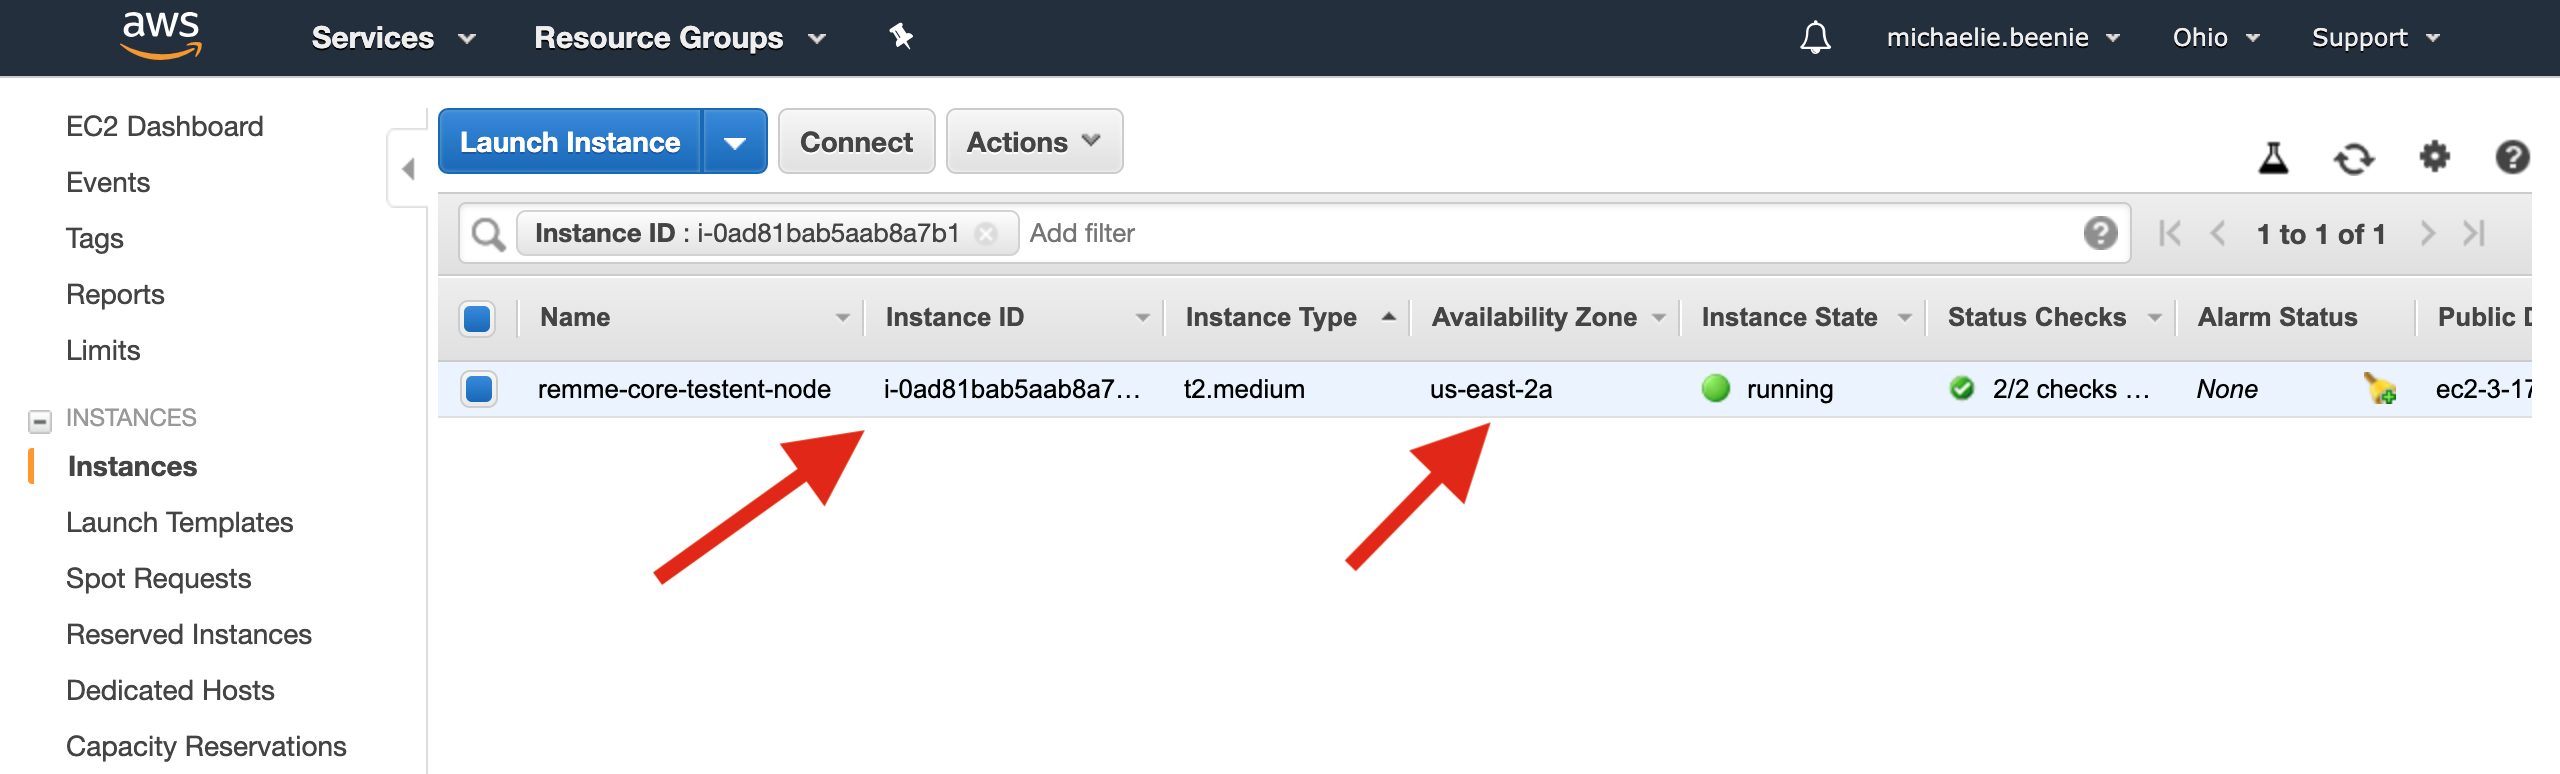 aws Services Resource Groups michaelie.beenie Ohio Support
EC2 Dashboard
Events
Tags
Reports
Limits
INSTANCES
Instances
Launch Templates
Spot Requests
Reserved Instances
Dedicated Hosts
Capacity Reservations
Launch Instance Connect Actions
Instance ID : i-0ad81bab5aab8a7b1 Add filter 1 to 1 of 1
Name Instance ID Instance Type Availability Zone Instance State Status Checks Alarm Status Public D
remme-core-testent-node i-0ad81bab5aab8a7… t2.medium us-east-2a running 2/2 checks … None ec2-3-17